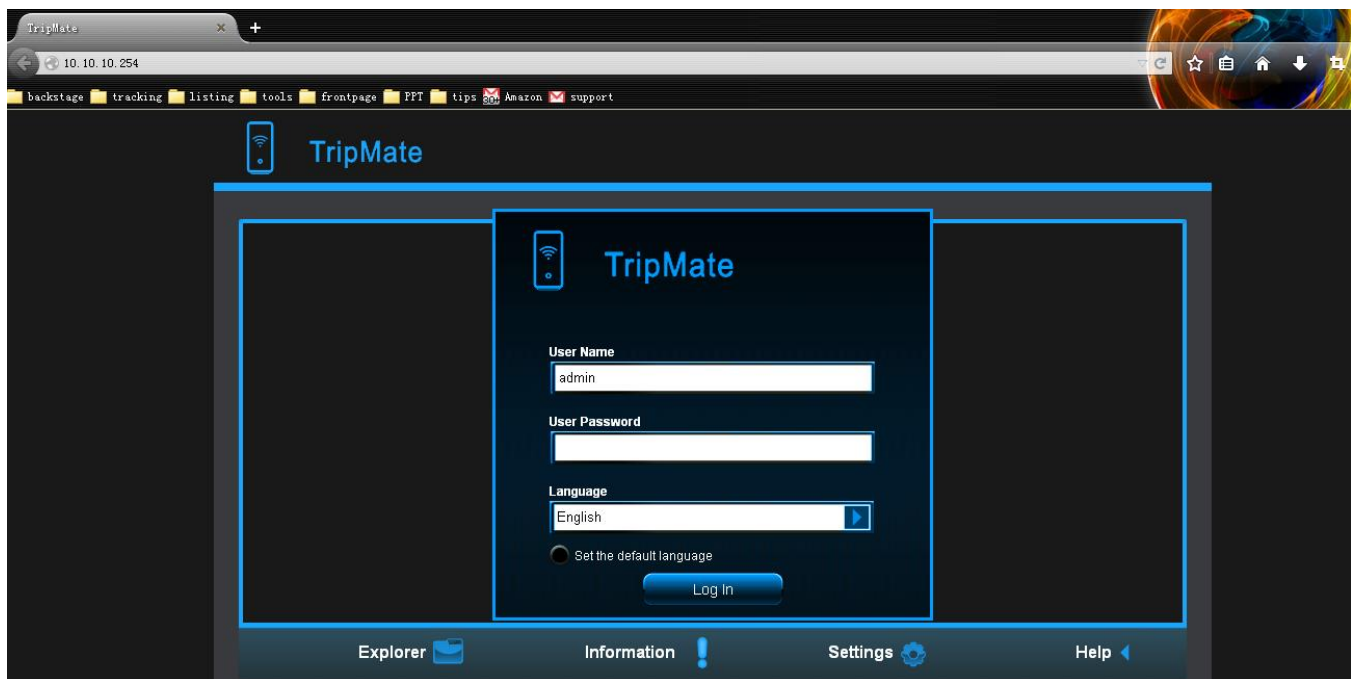 TripMate
10.10.10.254
backstage tracking listing tools frontpage PPT tips Amazon support
TripMate
TripMate
User Name
admin
User Password
Language
English
Set the default language
Log In
Explorer Information Settings Help